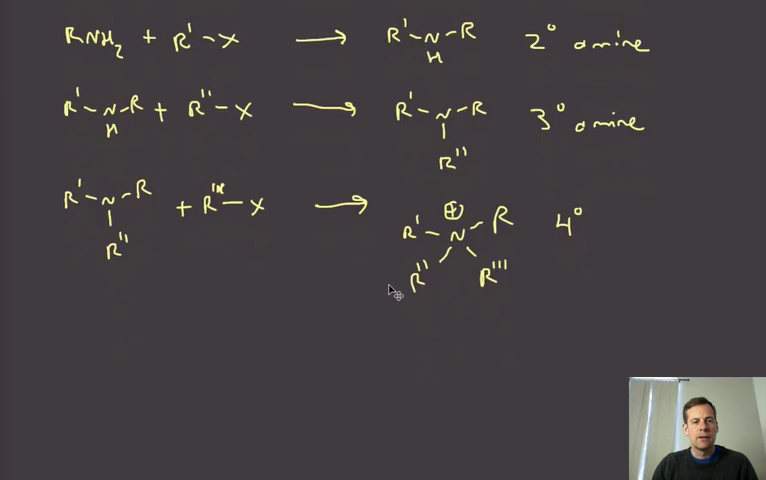 RNH₂ + R'–X ⟶ R'–N–R 2° amine
H
R'–N–R + R''–X ⟶ R'–N–R 3° amine
H R''
R'–N–R + R'''–X ⟶ R'–N–R 4°
⊕
R'' R'' R'''